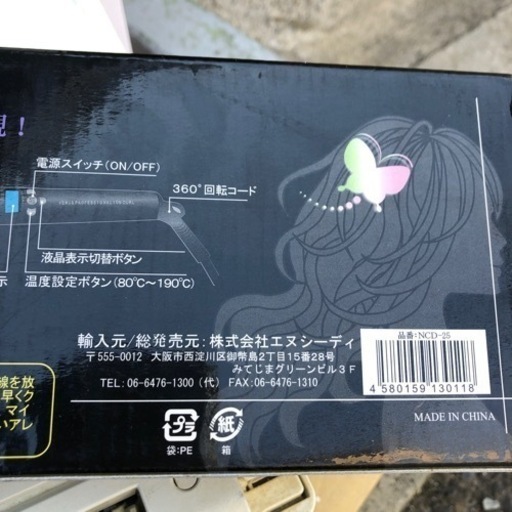 見！
電源スイッチ（ON/OFF）
360°回転コード
液晶表示切替ボタン
示
温度設定ボタン（80℃〜190℃）
輸入元/総発売元：株式会社エヌシーディ
〒555-0012 大阪市西淀川区御幣島2丁目15番28号
みてじまグリーンビル3F
TEL: 06-6476-1300（代） FAX:06-6476-1310
品番: NCD-25
4 580159 130118
線を放
早くク
マイ
いアレ
プラ
袋:PE
紙
箱
MADE IN CHINA